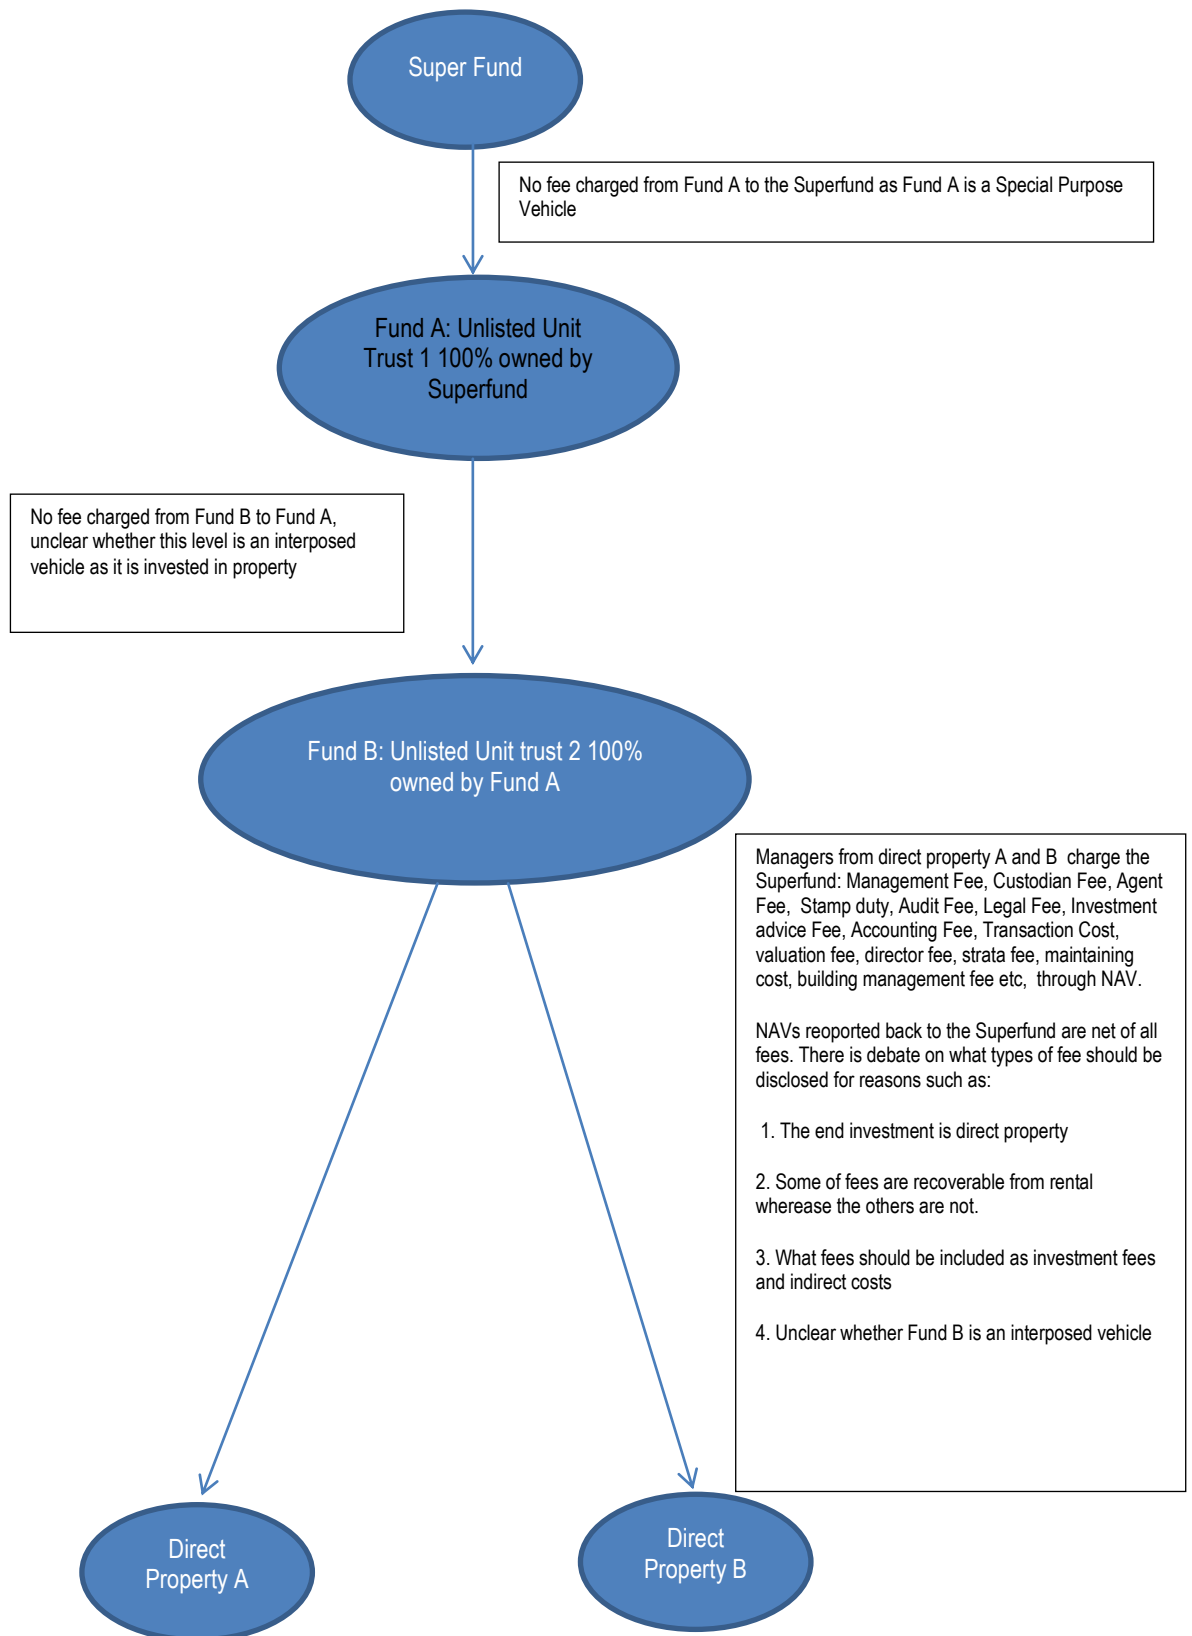 Super Fund
No fee charged from Fund A to the Superfund as Fund A is a Special Purpose
Vehicle
Fund A: Unlisted Unit
Trust 1 100% owned by
Superfund
No fee charged from Fund B to Fund A,
unclear whether this level is an interposed
vehicle as it is invested in property
Fund B: Unlisted Unit trust 2 100%
owned by Fund A
Managers from direct property A and B charge the
Superfund: Management Fee, Custodian Fee, Agent
Fee, Stamp duty, Audit Fee, Legal Fee, Investment
advice Fee, Accounting Fee, Transaction Cost,
valuation fee, director fee, strata fee, maintaining
cost, building management fee etc, through NAV.
NAVs reoported back to the Superfund are net of all
fees. There is debate on what types of fee should be
disclosed for reasons such as:
1. The end investment is direct property
2. Some of fees are recoverable from rental
wherease the others are not.
3. What fees should be included as investment fees
and indirect costs
4. Unclear whether Fund B is an interposed vehicle
Direct
Property A
Direct
Property B